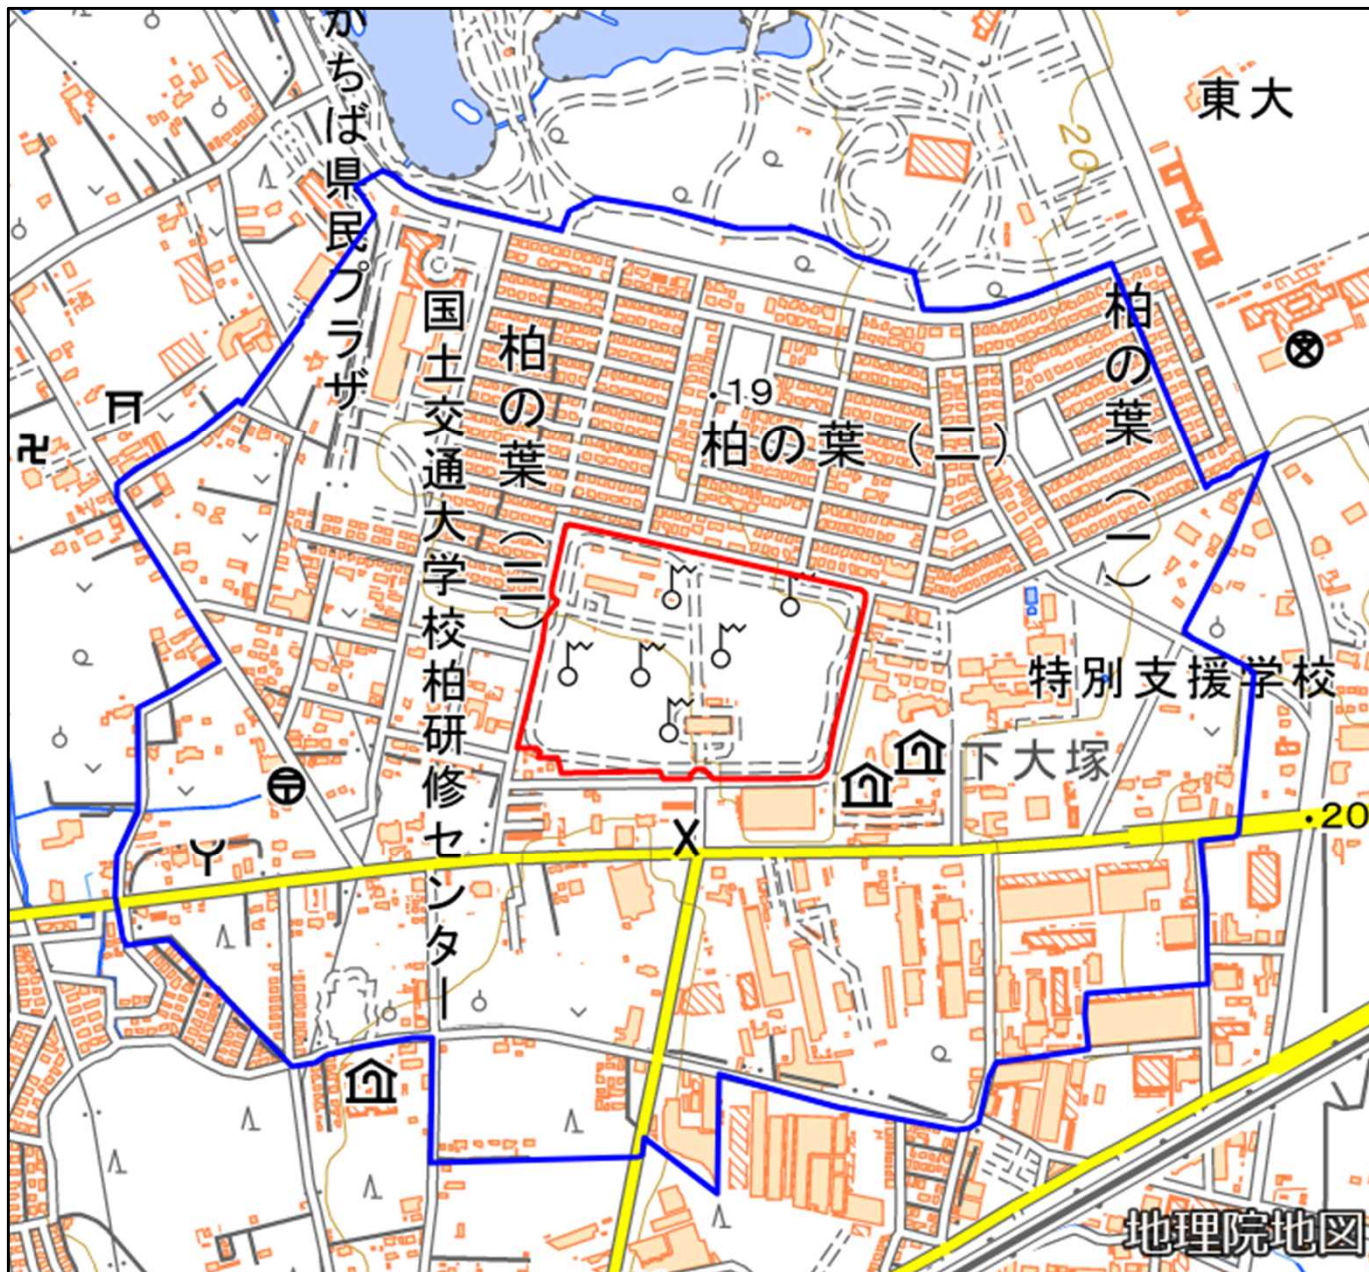 かちば県民プラザ
東大
20
国土交通大学校柏研修センター
柏の葉(三)
・19
柏の葉(二)
柏の葉(一)
特別支援学校
下大塚
・20
地理院地図